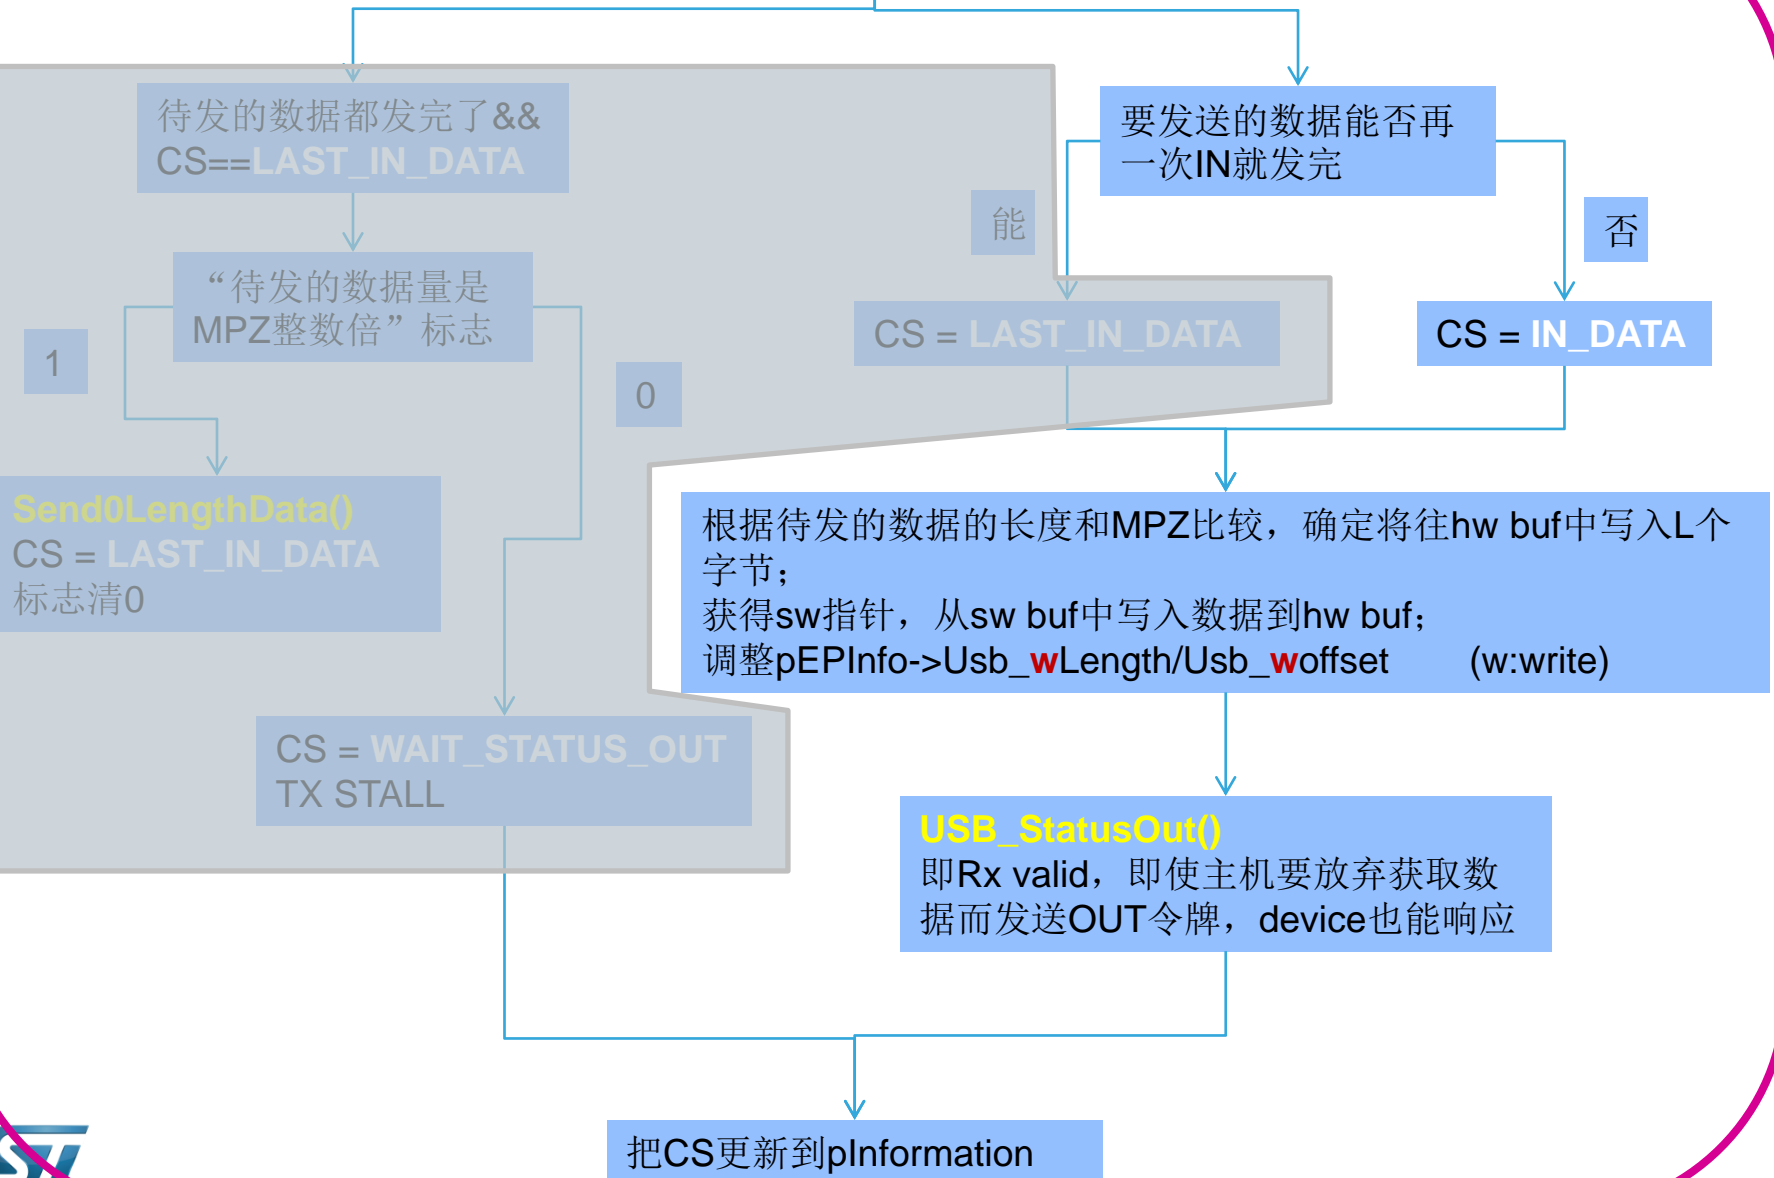 待发的数据都发完了&&
CS==LAST_IN_DATA
要发送的数据能否再
一次IN就发完
能
否
“待发的数据量是
MPZ整数倍”标志
1
0
CS = LAST_IN_DATA
CS = IN_DATA
Send0LengthData()
CS = LAST_IN_DATA
标志清0
根据待发的数据的长度和MPZ比较，确定将往hw buf中写入L个
字节；
获得sw指针，从sw buf中写入数据到hw buf；
调整pEPInfo->Usb_wLength/Usb_woffset (w:write)
CS = WAIT_STATUS_OUT
TX STALL
USB_StatusOut()
即Rx valid，即使主机要放弃获取数
据而发送OUT令牌，device也能响应
把CS更新到pInformation
ST